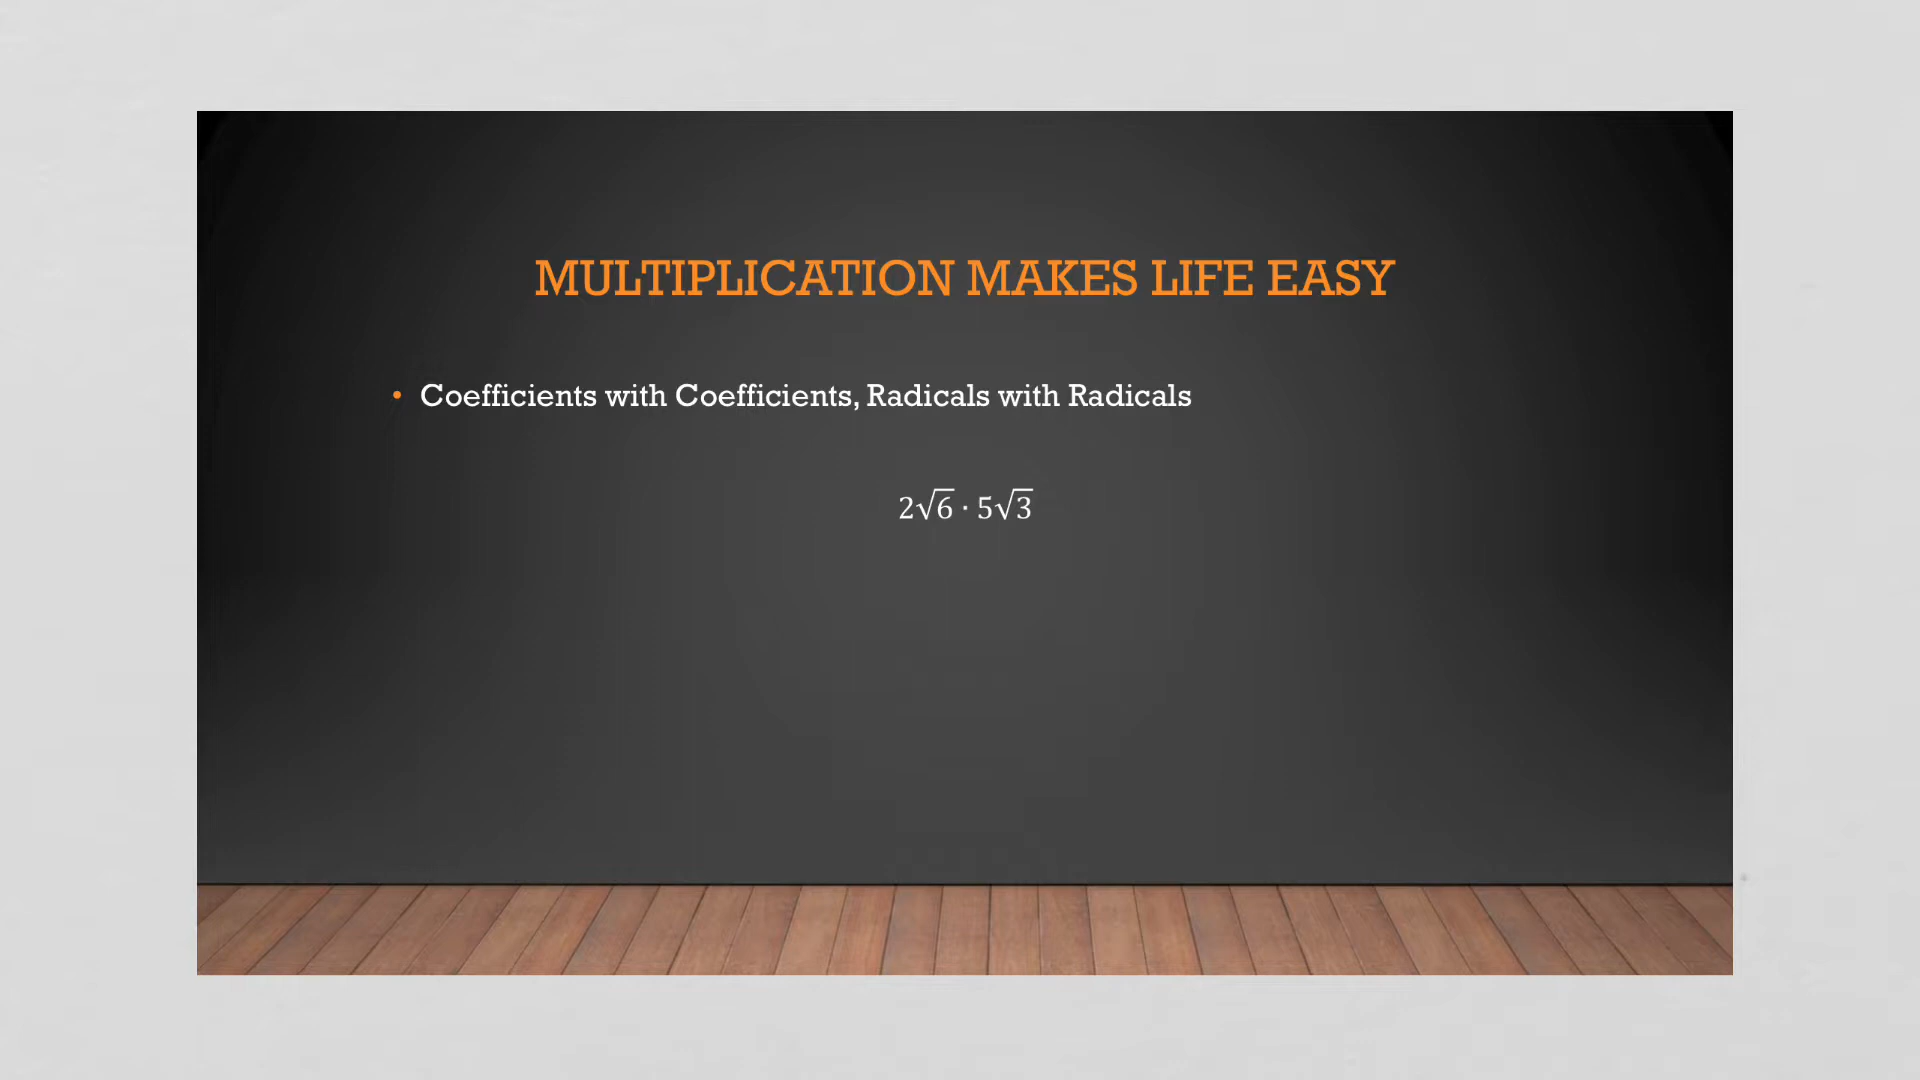 MULTIPLICATION MAKES LIFE EASY
• Coefficients with Coefficients, Radicals with Radicals
2√6 · 5√3